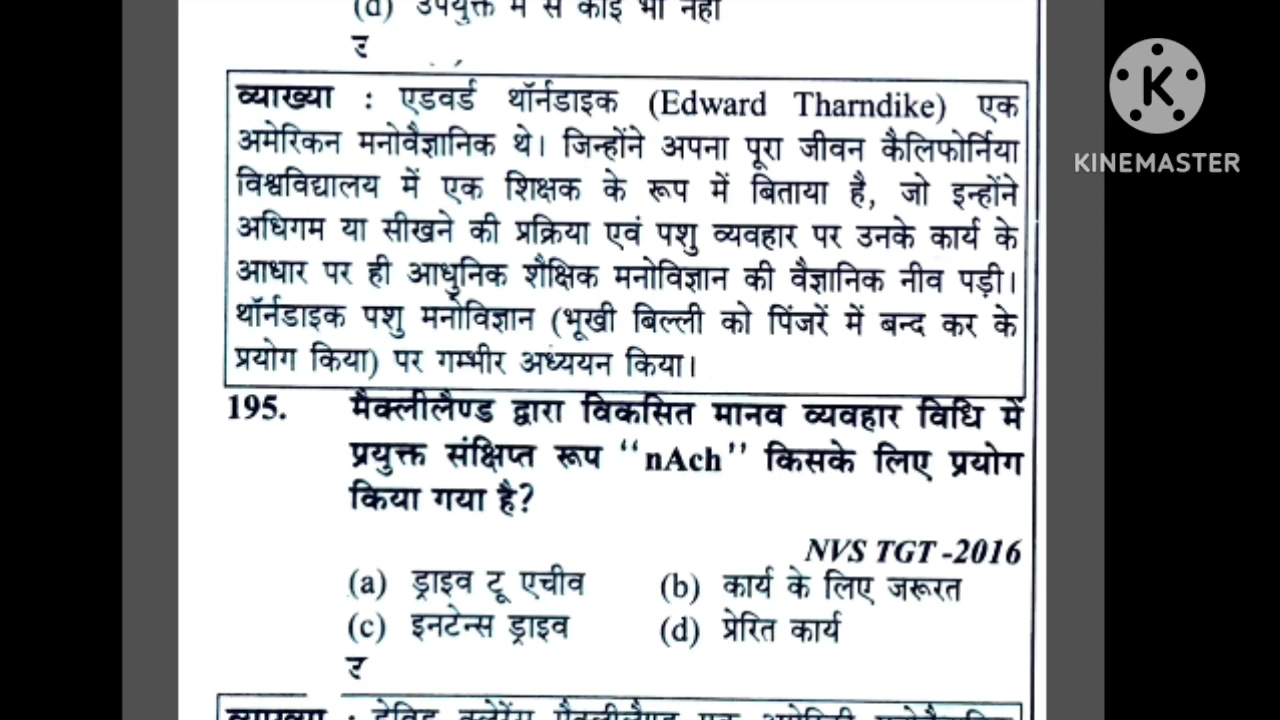 (d) उपर्युक्त में से कोई भी नहीं
र
व्याख्या : एडवर्ड थॉर्नडाइक (Edward Tharndike) एक
अमेरिकन मनोवैज्ञानिक थे। जिन्होंने अपना पूरा जीवन कैलिफोर्निया
विश्वविद्यालय में एक शिक्षक के रूप में बिताया है, जो इन्होंने
अधिगम या सीखने की प्रक्रिया एवं पशु व्यवहार पर उनके कार्य के
आधार पर ही आधुनिक शैक्षिक मनोविज्ञान की वैज्ञानिक नीव पड़ी।
थॉर्नडाइक पशु मनोविज्ञान (भूखी बिल्ली को पिंजरें में बन्द कर के
प्रयोग किया) पर गम्भीर अध्ययन किया।
195. मैक्लीलैण्ड द्वारा विकसित मानव व्यवहार विधि में
प्रयुक्त संक्षिप्त रूप “nAch” किसके लिए प्रयोग
किया गया है?
NVS TGT -2016
(a) ड्राइव टू एचीव (b) कार्य के लिए जरूरत
(c) इनटेन्स ड्राइव (d) प्रेरित कार्य
र
व्याख्या : डेविड
KINEMASTER